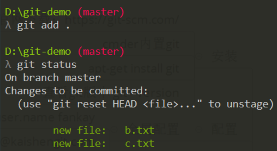 D:\git-demo (master)
λ git add .
D:\git-demo (master)
λ git status
On branch master
Changes to be committed:
(use "git reset HEAD <file>..." to unstage)
new file: b.txt
new file: c.txt